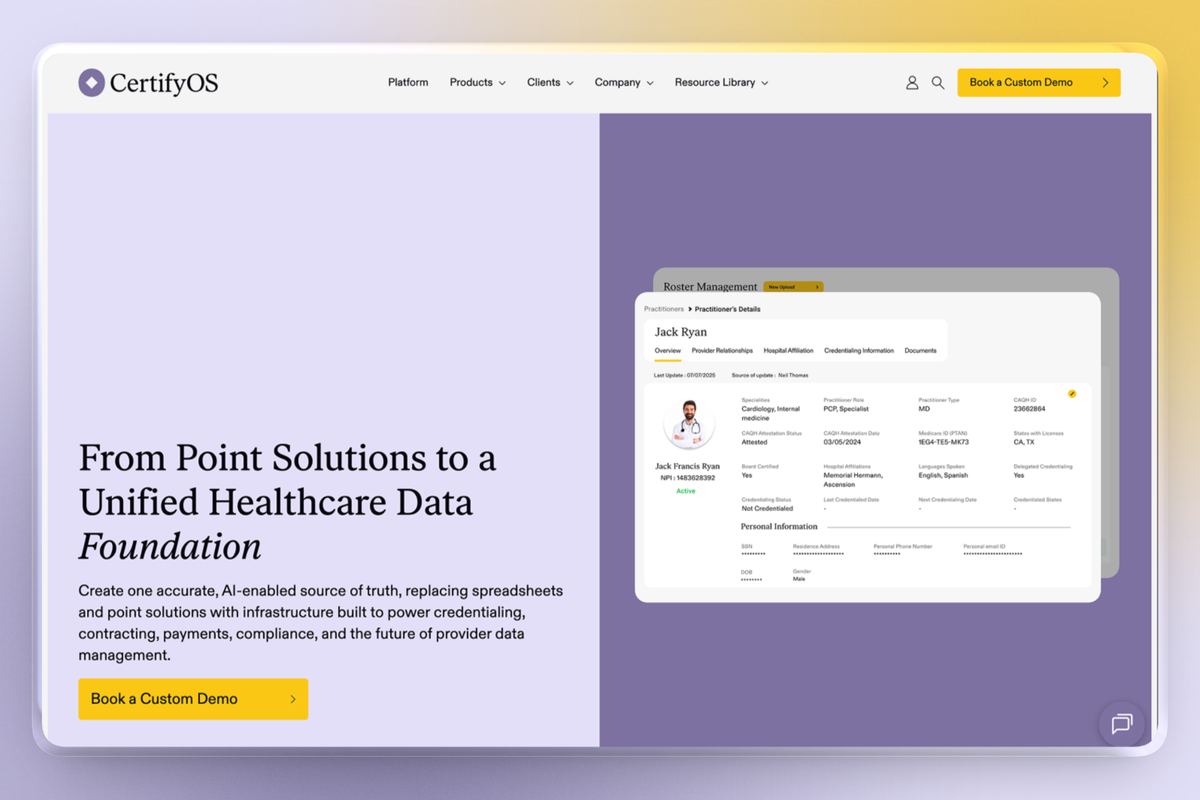 CertifyOS
Platform
Products
Clients
Company
Resource Library
Book a Custom Demo
From Point Solutions to a
Unified Healthcare Data
Foundation
Create one accurate, AI-enabled source of truth, replacing spreadsheets
and point solutions with infrastructure built to power credentialing,
contracting, payments, compliance, and the future of provider data
management.
Book a Custom Demo
Roster Management
New Upload
Practitioners > Practitioner's Details
Jack Ryan
Overview Provider Relationships Hospital Affiliation Credentialing Information Documents
Last Update : 07/07/2025 Source of update : Neil Thomas
Jack Francis Ryan
NPI : 1483628392
Active
Specialities Practitioner Role Practitioner Type CAQH ID
Cardiology, Internal PCP, Specialist MD 23662864
medicine
CAQH Attestation Status CAQH Attestation Date Medicare ID (PTAN) States with Licenses
Attested 03/05/2024 1EG4-TE5-MK73 CA, TX
Board Certified Hospital Affiliations Languages Spoken Delegated Credentialing
Yes Memorial Hermann, English, Spanish Yes
Ascension
Credentialing Status Last Credentialed Date Next Credentialing Date Credentialed States
Not Credentialed - - -
Personal Information
SSN Residence Address Personal Phone Number Personal email ID
DOB Gender
Male